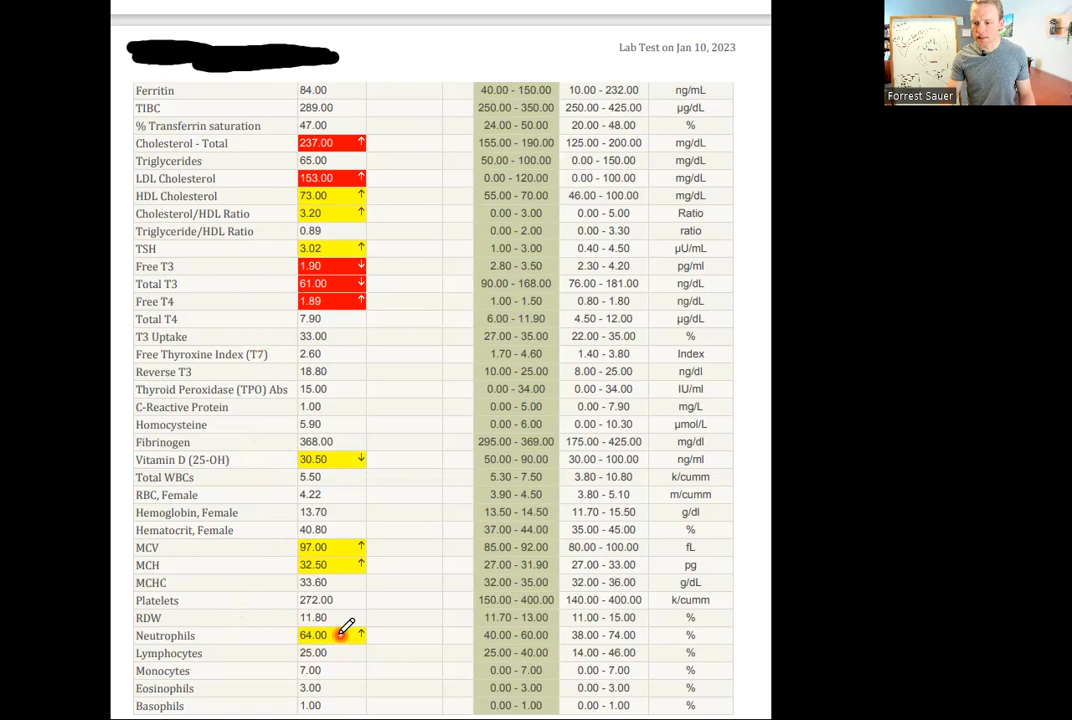 Lab Test on Jan 10, 2023
Forrest Sauer
Ferritin 84.00 40.00 - 150.00 10.00 - 232.00 ng/mL
TIBC 289.00 250.00 - 350.00 250.00 - 425.00 µg/dL
% Transferrin saturation 47.00 24.00 - 50.00 20.00 - 48.00 %
Cholesterol - Total 237.00 ↑ 155.00 - 190.00 125.00 - 200.00 mg/dL
Triglycerides 65.00 50.00 - 100.00 0.00 - 150.00 mg/dL
LDL Cholesterol 153.00 ↑ 0.00 - 120.00 0.00 - 100.00 mg/dL
HDL Cholesterol 73.00 ↑ 55.00 - 70.00 46.00 - 100.00 mg/dL
Cholesterol/HDL Ratio 3.20 ↑ 0.00 - 3.00 0.00 - 5.00 Ratio
Triglyceride/HDL Ratio 0.89 0.00 - 2.00 0.00 - 3.30 ratio
TSH 3.02 ↑ 1.00 - 3.00 0.40 - 4.50 µU/mL
Free T3 1.90 ↓ 2.80 - 3.50 2.30 - 4.20 pg/ml
Total T3 61.00 ↓ 90.00 - 168.00 76.00 - 181.00 ng/dL
Free T4 1.89 ↑ 1.00 - 1.50 0.80 - 1.80 ng/dL
Total T4 7.90 6.00 - 11.90 4.50 - 12.00 µg/dL
T3 Uptake 33.00 27.00 - 35.00 22.00 - 35.00 %
Free Thyroxine Index (T7) 2.60 1.70 - 4.60 1.40 - 3.80 Index
Reverse T3 18.80 10.00 - 25.00 8.00 - 25.00 ng/dl
Thyroid Peroxidase (TPO) Abs 15.00 0.00 - 34.00 0.00 - 34.00 IU/ml
C-Reactive Protein 1.00 0.00 - 5.00 0.00 - 7.90 mg/L
Homocysteine 5.90 0.00 - 6.00 0.00 - 10.30 µmol/L
Fibrinogen 368.00 295.00 - 369.00 175.00 - 425.00 mg/dl
Vitamin D (25-OH) 30.50 ↓ 50.00 - 90.00 30.00 - 100.00 ng/ml
Total WBCs 5.50 5.30 - 7.50 3.80 - 10.80 k/cumm
RBC, Female 4.22 3.90 - 4.50 3.80 - 5.10 m/cumm
Hemoglobin, Female 13.70 13.50 - 14.50 11.70 - 15.50 g/dl
Hematocrit, Female 40.80 37.00 - 44.00 35.00 - 45.00 %
MCV 97.00 ↑ 85.00 - 92.00 80.00 - 100.00 fL
MCH 32.50 ↑ 27.00 - 31.90 27.00 - 33.00 pg
MCHC 33.60 32.00 - 35.00 32.00 - 36.00 g/dL
Platelets 272.00 150.00 - 400.00 140.00 - 400.00 k/cumm
RDW 11.80 11.70 - 13.00 11.00 - 15.00 %
Neutrophils 64.00 ↑ 40.00 - 60.00 38.00 - 74.00 %
Lymphocytes 25.00 25.00 - 40.00 14.00 - 46.00 %
Monocytes 7.00 0.00 - 7.00 0.00 - 7.00 %
Eosinophils 3.00 0.00 - 3.00 0.00 - 3.00 %
Basophils 1.00 0.00 - 1.00 0.00 - 1.00 %